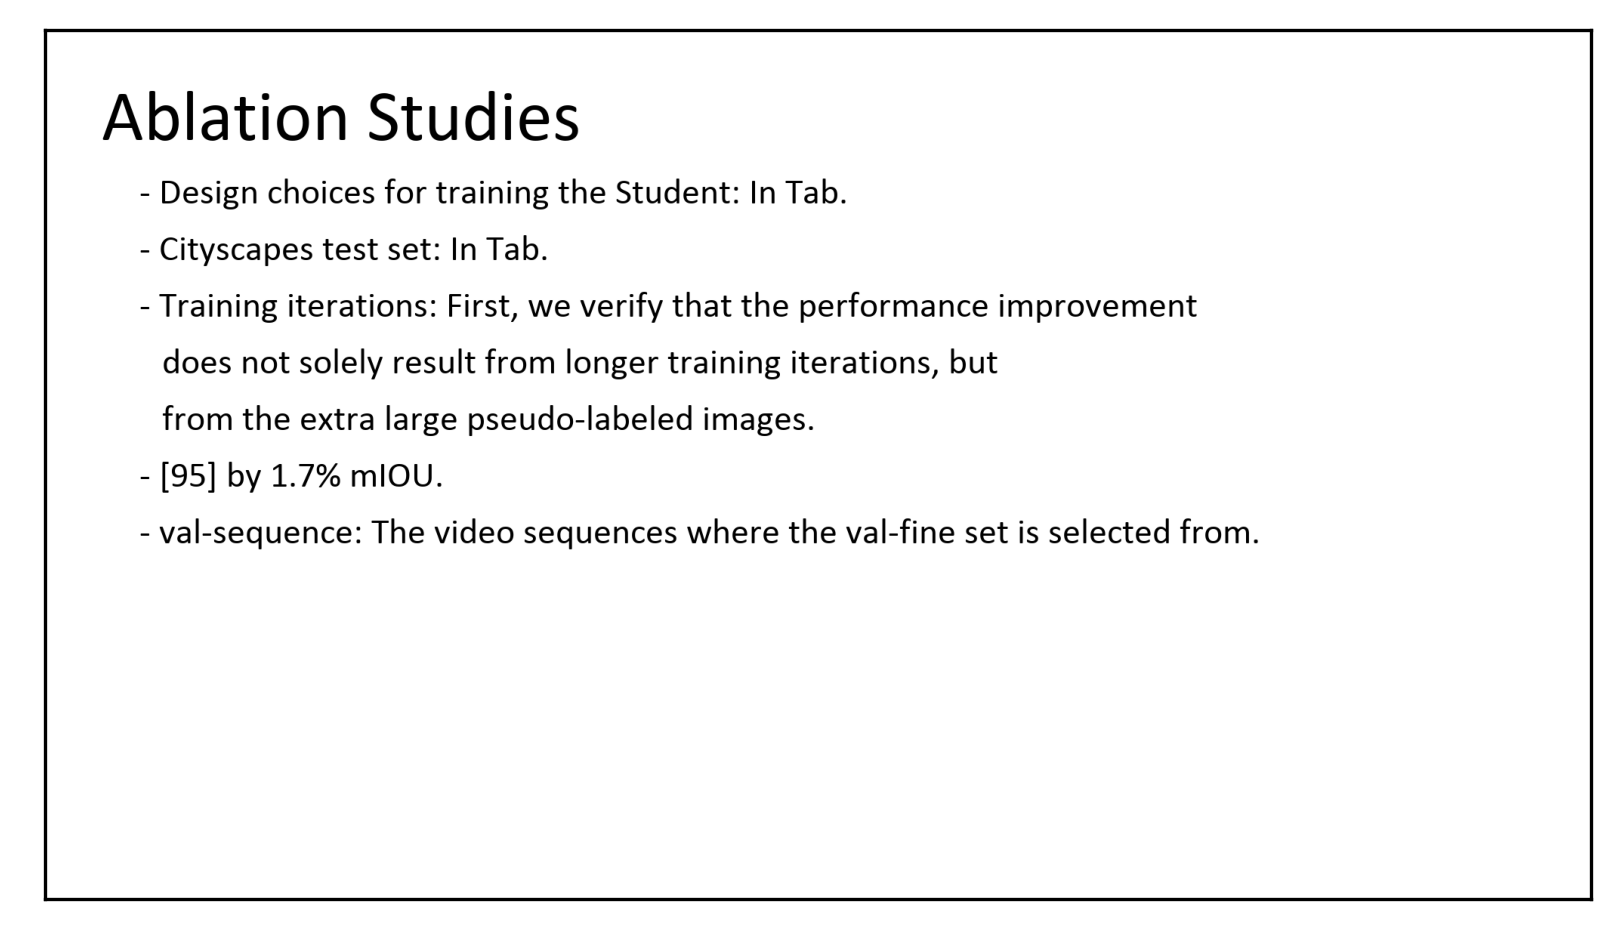 Ablation Studies
- Design choices for training the Student: In Tab.
- Cityscapes test set: In Tab.
- Training iterations: First, we verify that the performance improvement
does not solely result from longer training iterations, but
from the extra large pseudo-labeled images.
- [95] by 1.7% mIOU.
- val-sequence: The video sequences where the val-fine set is selected from.